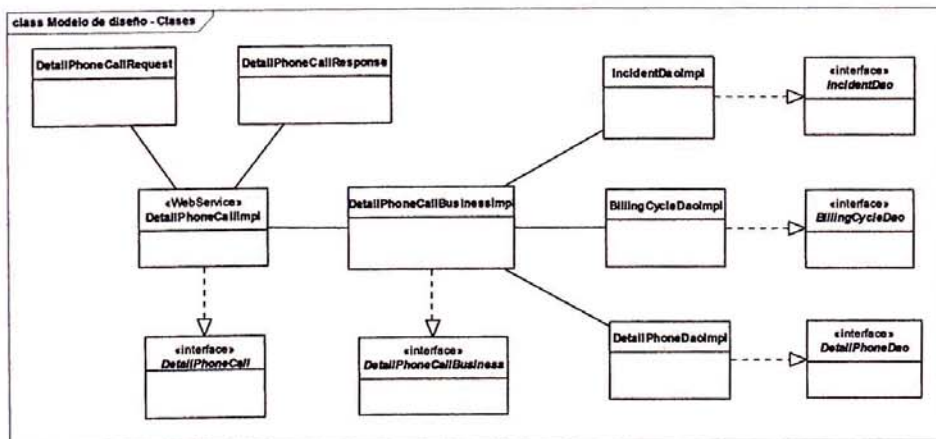 class Modelo de diseño - Clases
DetailPhoneCallRequest
DetailPhoneCallResponse
IncidentDaoImpl
«interface»
IncidentDao
«WebService»
DetailPhoneCallImpl
DetailPhoneCallBusinessImpl
BillingCycleDaoImpl
«interface»
BillingCycleDao
«interface»
DetailPhoneCall
«interface»
DetailPhoneCallBusiness
DetailPhoneDaoImpl
«interface»
DetailPhoneDao